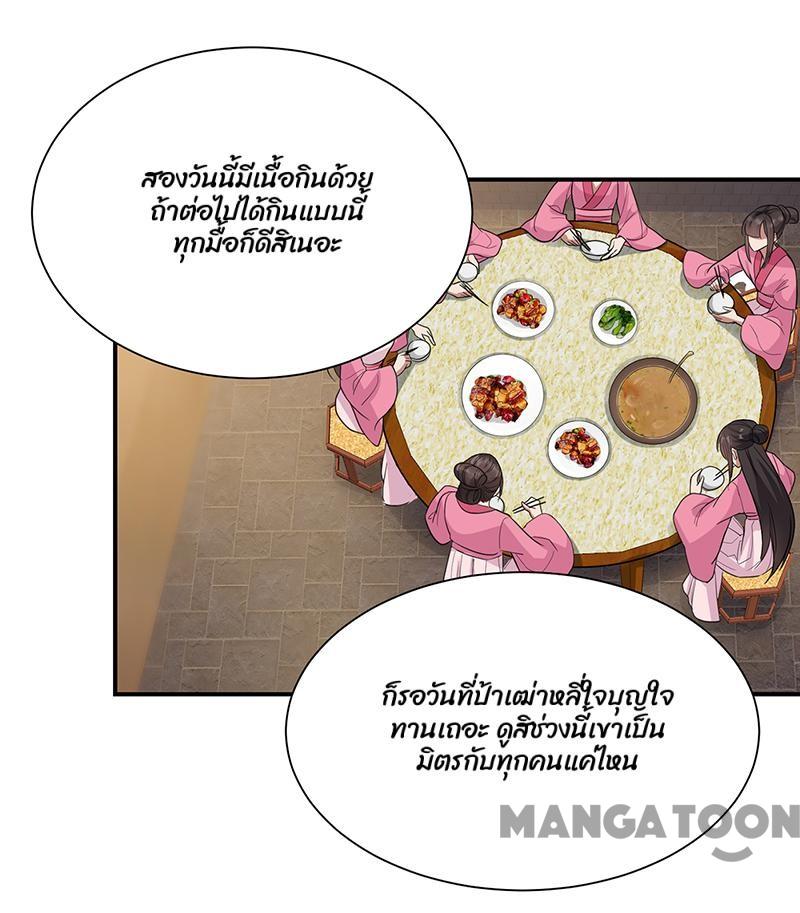 สองวันนี้มีเนื้อกินด้วย
ถ้าต่อไปได้กินแบบนี้
ทุกมื้อก็ดีสิเนอะ
ก็รอวันที่ป้าเฒ่าหลี่ใจบุญใจ
ทานเถอะ ดูสิช่วงนี้เขาเป็น
มิตรกับทุกคนแค่ไหน
MANGATOON